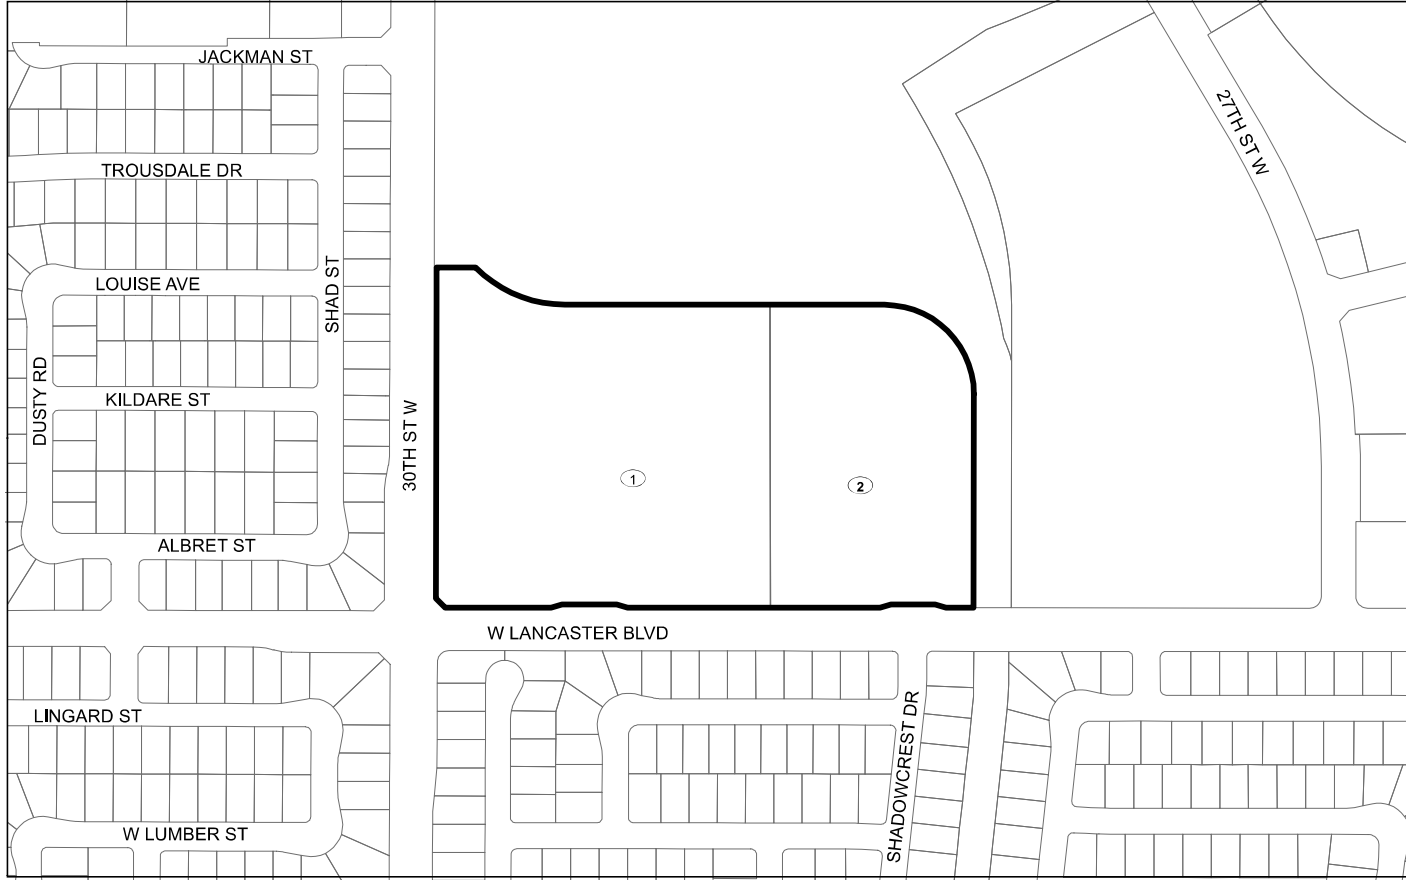 JACKMAN ST
27TH ST W
TROUSDALE DR
LOUISE AVE
SHAD ST
DUSTY RD
KILDARE ST
30TH ST W
1
2
ALBRET ST
W LANCASTER BLVD
LINGARD ST
SHADOWCREST DR
W LUMBER ST